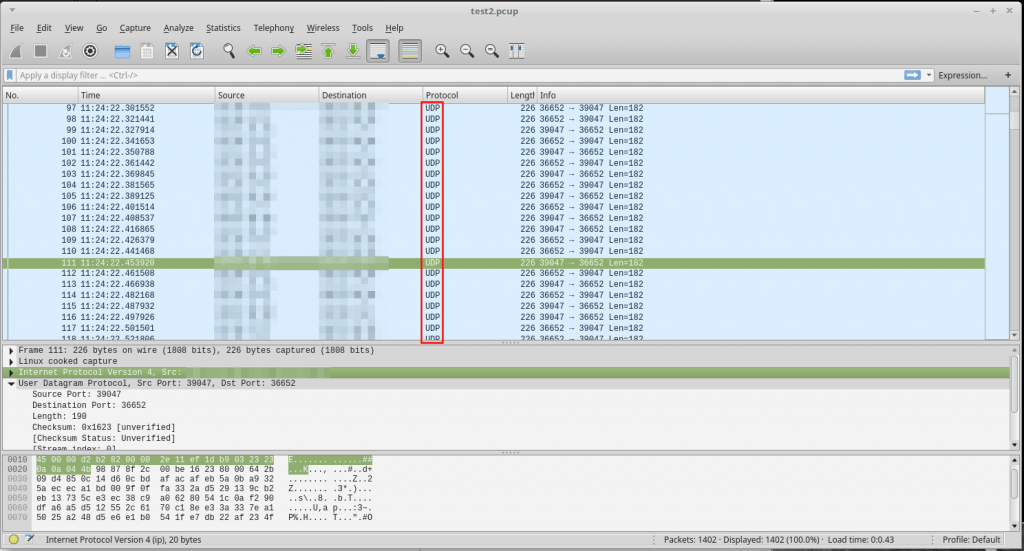 test2.pcup
File Edit View Go Capture Analyze Statistics Telephony Wireless Tools Help
Apply a display filter ... <Ctrl-/> Expression... +
No. Time Source Destination Protocol Lengtl Info
97 11:24:22.301552 UDP 226 36652 → 39047 Len=182
98 11:24:22.321441 UDP 226 36652 → 39047 Len=182
99 11:24:22.327914 UDP 226 39047 → 36652 Len=182
100 11:24:22.341653 UDP 226 36652 → 39047 Len=182
101 11:24:22.350788 UDP 226 39047 → 36652 Len=182
102 11:24:22.361442 UDP 226 36652 → 39047 Len=182
103 11:24:22.369845 UDP 226 39047 → 36652 Len=182
104 11:24:22.381565 UDP 226 36652 → 39047 Len=182
105 11:24:22.389125 UDP 226 39047 → 36652 Len=182
106 11:24:22.401514 UDP 226 36652 → 39047 Len=182
107 11:24:22.408537 UDP 226 39047 → 36652 Len=182
108 11:24:22.416865 UDP 226 36652 → 39047 Len=182
109 11:24:22.426379 UDP 226 39047 → 36652 Len=182
110 11:24:22.441468 UDP 226 36652 → 39047 Len=182
111 11:24:22.453920 UDP 226 39047 → 36652 Len=182
112 11:24:22.461508 UDP 226 36652 → 39047 Len=182
113 11:24:22.466938 UDP 226 39047 → 36652 Len=182
114 11:24:22.482168 UDP 226 36652 → 39047 Len=182
115 11:24:22.487932 UDP 226 39047 → 36652 Len=182
116 11:24:22.497926 UDP 226 36652 → 39047 Len=182
117 11:24:22.501501 UDP 226 39047 → 36652 Len=182
118 11:24:22.521806 UDP 226 36652 → 39047 Len=182
Frame 111: 226 bytes on wire (1808 bits), 226 bytes captured (1808 bits)
Linux cooked capture
Internet Protocol Version 4, Src:
User Datagram Protocol, Src Port: 39047, Dst Port: 36652
Source Port: 39047
Destination Port: 36652
Length: 190
Checksum: 0x1623 [unverified]
[Checksum Status: Unverified]
[Stream index: 0]
0010 45 00 00 d2 b2 82 00 00 2e 11 ef 1d b9 03 23 23 E....... ......##
0020 0a 0a 04 4b 98 87 8f 2c 00 be 16 23 80 00 64 2b ...K..., ...#..d+
0030 09 d4 85 0c 14 d6 0c bd af ac af eb 5a 0b a9 32 ........ ....Z..2
0040 5a ec ec a1 bd 00 9f 0f fa 33 2a d5 29 13 9c b2 Z....... .3*.)...
0050 eb 13 73 5c e3 ec 38 c9 a0 62 80 54 1c 0a f2 90 ..s\..8. .b.T....
0060 df a6 a5 d5 12 55 2c 61 70 c1 8e e3 3a 33 7e a1 .....U,a p...:3~.
0070 50 25 a2 48 d5 e6 e1 b0 54 1f e7 db 22 af 23 4f P%.H.... T...".#O
Internet Protocol Version 4 (ip), 20 bytes Packets: 1402 · Displayed: 1402 (100.0%) · Load time: 0:0.43 Profile: Default